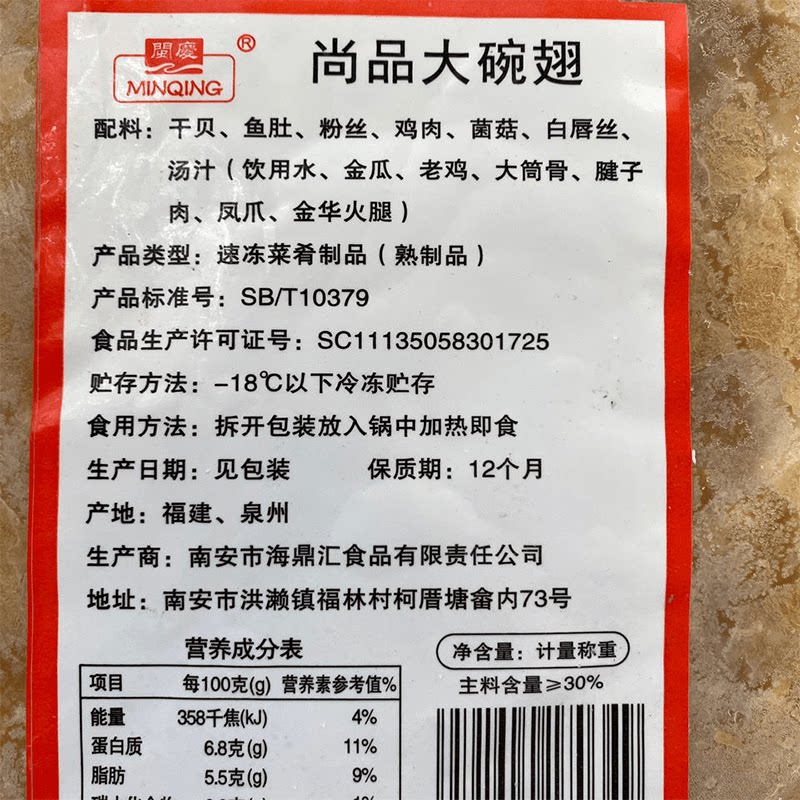 閩慶
MINQING
®
尚品大碗翅
配料：干贝、鱼肚、粉丝、鸡肉、菌菇、白唇丝、
汤汁（饮用水、金瓜、老鸡、大筒骨、腱子
肉、凤爪、金华火腿）
产品类型：速冻菜肴制品（熟制品）
产品标准号：SB/T10379
食品生产许可证号：SC11135058301725
贮存方法：-18℃以下冷冻贮存
食用方法：拆开包装放入锅中加热即食
生产日期：见包装 保质期：12个月
产地：福建、泉州
生产商：南安市海鼎汇食品有限责任公司
地址：南安市洪濑镇福林村柯厝塘畲内73号
营养成分表
项目 每100克(g) 营养素参考值%
能量 358千焦(kJ) 4%
蛋白质 6.8克(g) 11%
脂肪 5.5克(g) 9%
净含量：计量称重
主料含量≥30%